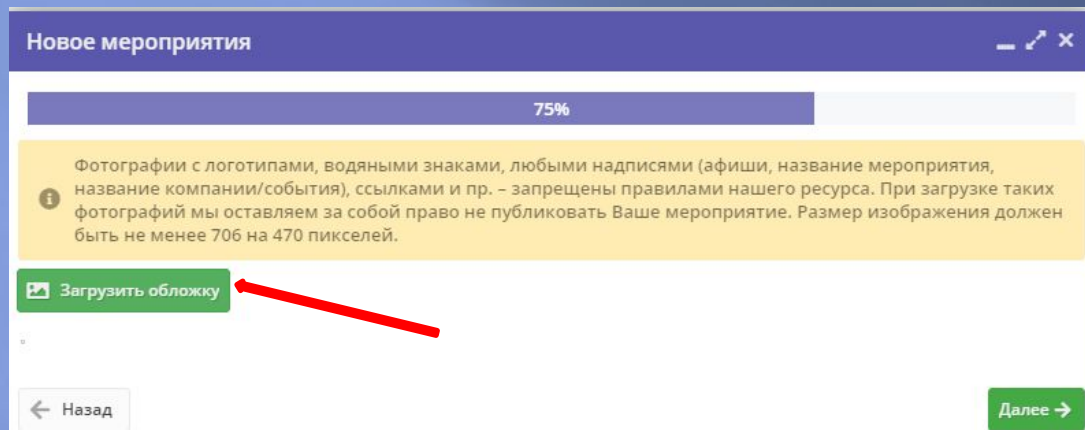 Новое мероприятия
75%
Фотографии с логотипами, водяными знаками, любыми надписями (афиши, название мероприятия,
название компании/события), ссылками и пр. – запрещены правилами нашего ресурса. При загрузке таких
фотографий мы оставляем за собой право не публиковать Ваше мероприятие. Размер изображения должен
быть не менее 706 на 470 пикселей.
Загрузить обложку
Назад
Далее